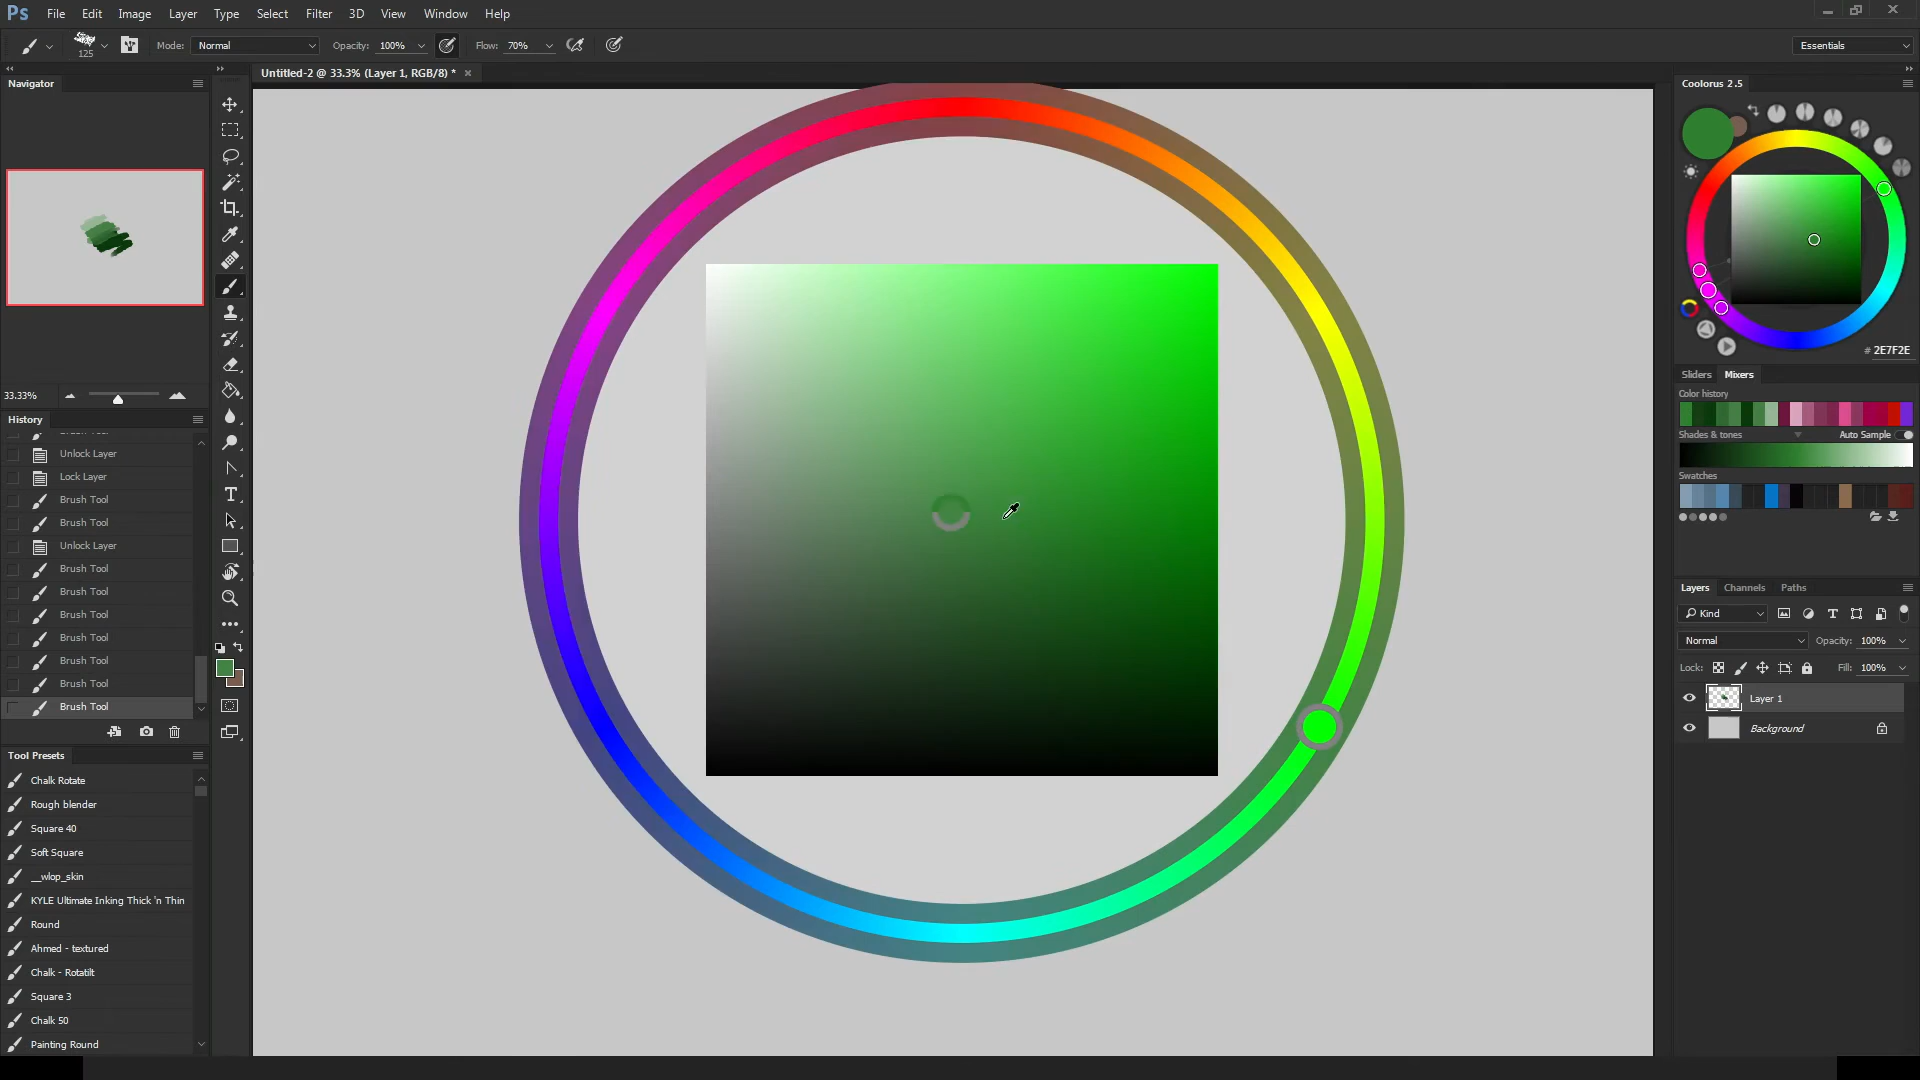 Ps File Edit Image Layer Type Select Filter 3D View Window Help
125 Mode: Normal Opacity: 100% Flow: 70% Essentials
Navigator
Untitled-2 @ 33.3% (Layer 1, RGB/8) *
Coolorus 2.5
# 2E7F2E
33.33%
Sliders Mixers
Color history
Shades & tones Auto Sample
Swatches
History
Unlock Layer
Lock Layer
Brush Tool
Brush Tool
Unlock Layer
Brush Tool
Brush Tool
Brush Tool
Brush Tool
Brush Tool
Brush Tool
Brush Tool
Layers Channels Paths
Kind
Normal Opacity: 100%
Lock: Fill: 100%
Layer 1
Background
Tool Presets
Chalk Rotate
Rough blender
Square 40
Soft Square
__wlop_skin
KYLE Ultimate Inking Thick 'n Thin
Round
Ahmed - textured
Chalk - Rotatilt
Square 3
Chalk 50
Painting Round